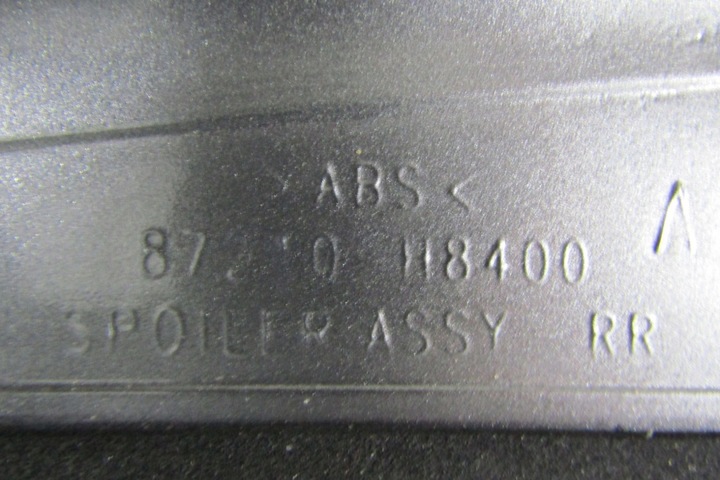 >ABS<
A
H8400
SPOILER ASSY RR